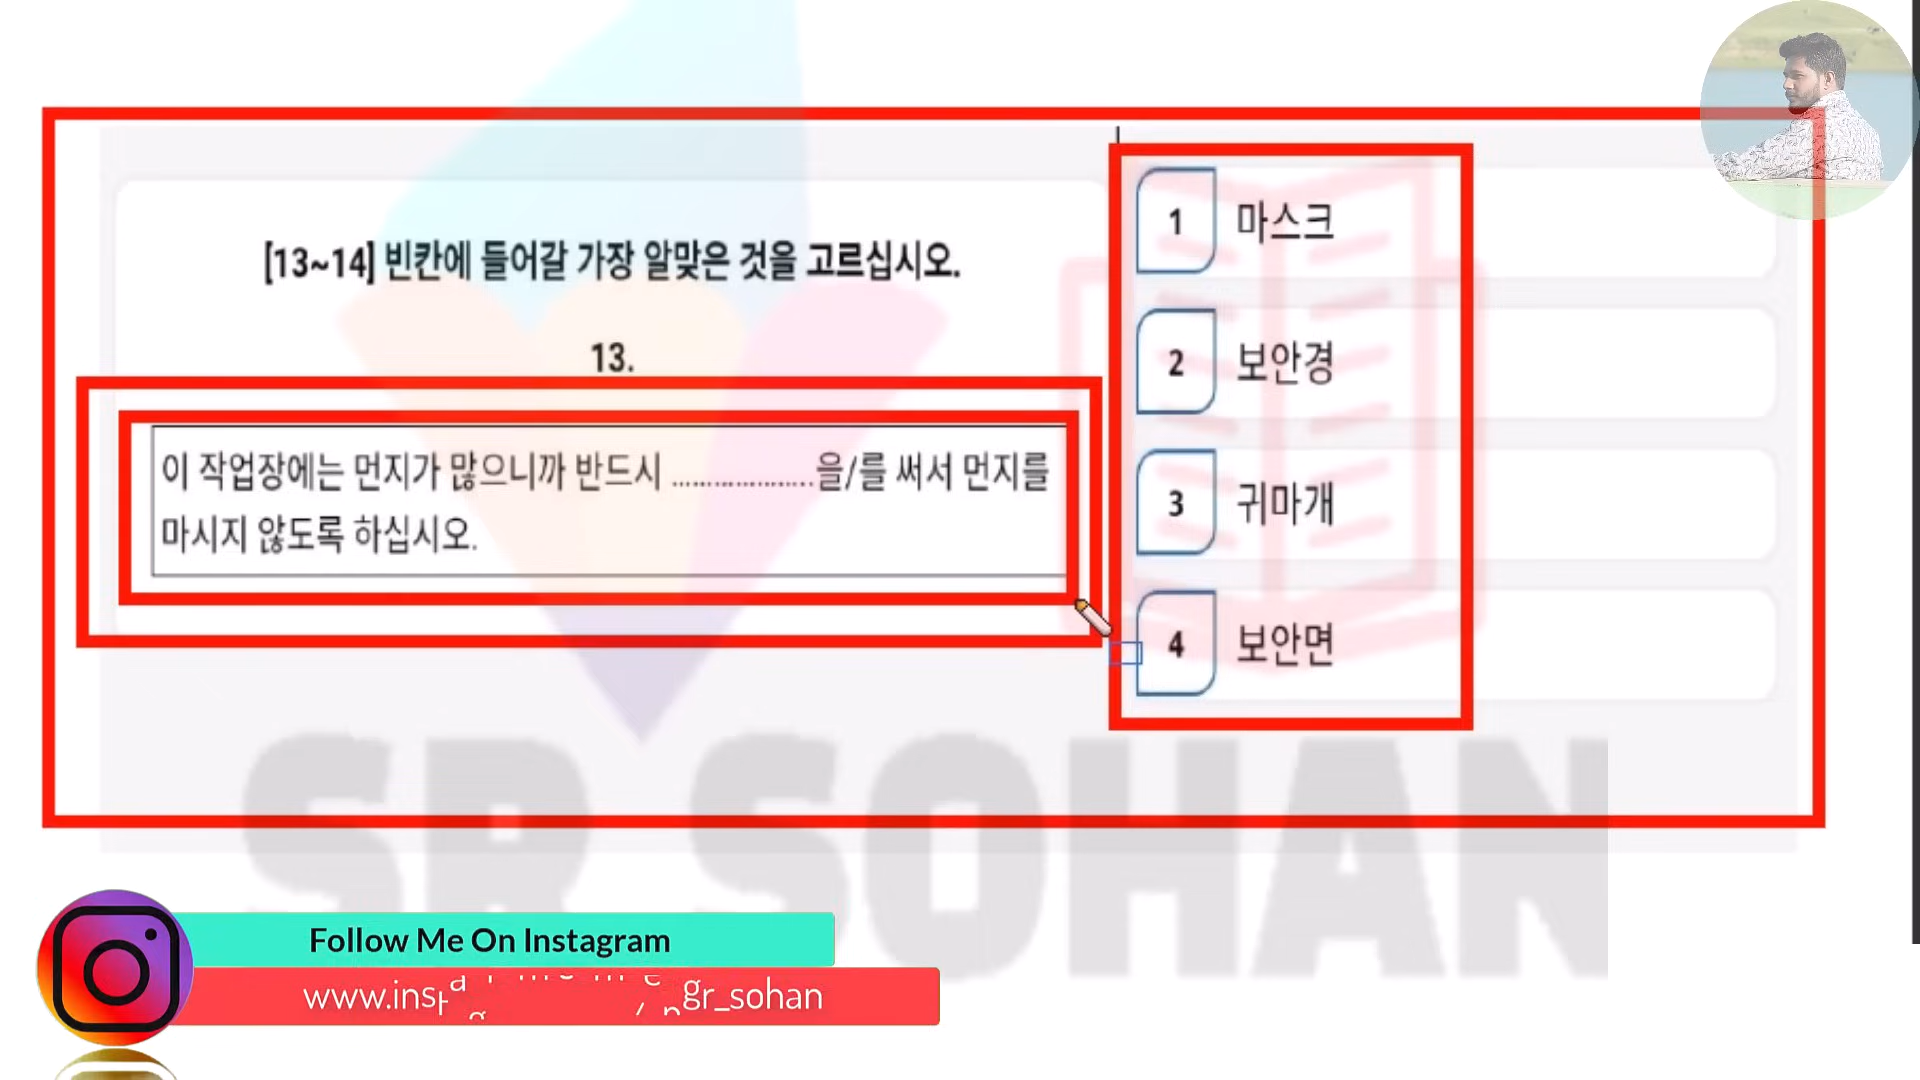 [13~14] 빈칸에 들어갈 가장 알맞은 것을 고르십시오.
13.
이 작업장에는 먼지가 많으니까 반드시 ....................을/를 써서 먼지를
마시지 않도록 하십시오.
1 마스크
2 보안경
3 귀마개
4 보안면
SR SOHAN
Follow Me On Instagram
gr_sohan